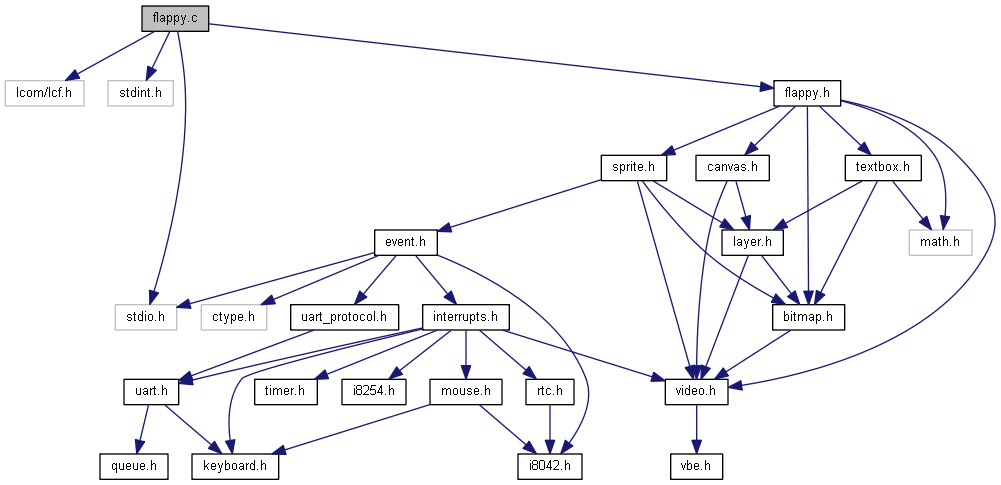 flappy.c
lcom/lcf.h
stdint.h
flappy.h
sprite.h
canvas.h
textbox.h
event.h
layer.h
math.h
stdio.h
ctype.h
uart_protocol.h
interrupts.h
bitmap.h
uart.h
timer.h
i8254.h
mouse.h
rtc.h
video.h
queue.h
keyboard.h
i8042.h
vbe.h